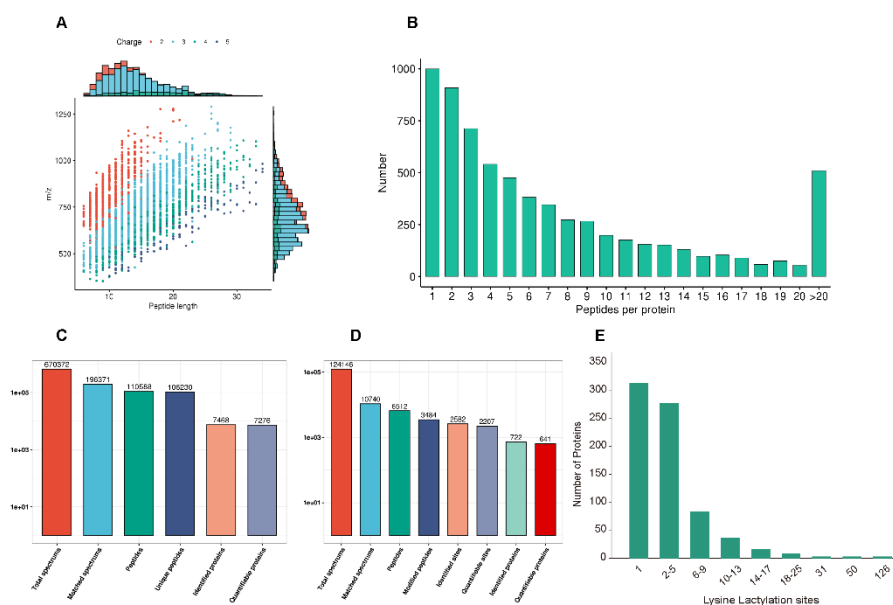 A
Charge 2 3 4 5
m/z
1250
1000
750
500
10 20 30
Peptide length
B
Number
1000
750
500
250
0
1 2 3 4 5 6 7 8 9 10 11 12 13 14 15 16 17 18 19 20 >20
Peptides per protein
C
670372
196371
110588
106230
7468
7276
1e+05
1e+03
1e+01
Total spectrums
Matched spectrums
Peptides
Unique peptides
Identified proteins
Quantifiable proteins
D
124146
10740
6512
3484
2582
2207
722
641
1e+05
1e+03
1e+01
Total spectrums
Matched spectrums
Peptides
Modified peptides
Identified sites
Quantifiable sites
Identified proteins
Quantifiable proteins
E
Number of Proteins
350
300
250
200
150
100
50
0
1 2-5 6-9 10-13 14-17 18-25 31 50 126
Lysine Lactylation sites